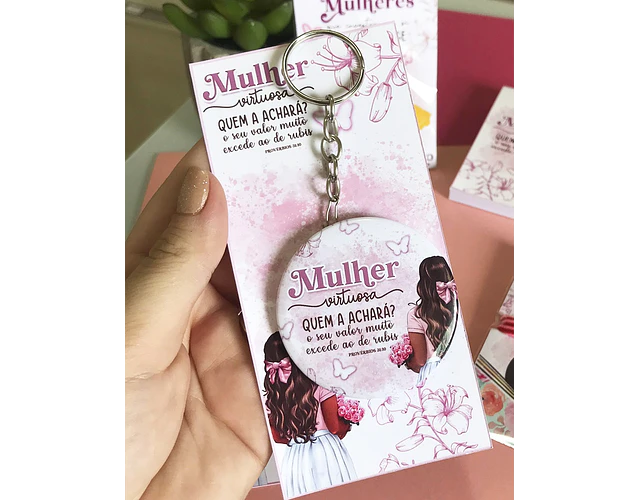 Mulheres
Mulher
virtuosa
QUEM A ACHARÁ?
o seu valor muito
excede ao de rubis
PROVÉRBIOS 31:10
Mulher
virtuosa
QUEM A ACHARÁ?
o seu valor muito
excede ao de rubis
PROVÉRBIOS 31:10